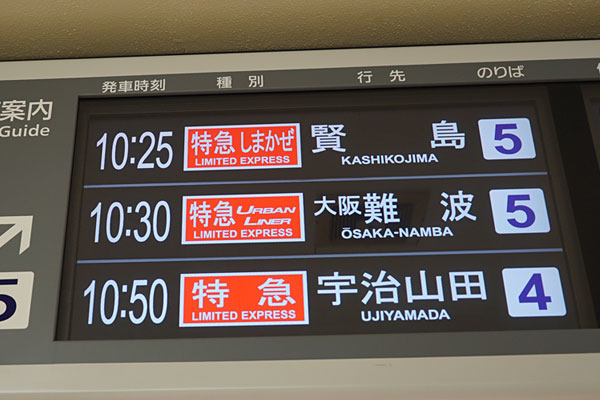 案内
Guide
発車時刻 種別 行先 のりば
10:25 特急 しまかぜ LIMITED EXPRESS 賢島 KASHIKOJIMA 5
10:30 特急 URBAN LINER LIMITED EXPRESS 大阪難波 ŌSAKA-NAMBA 5
10:50 特急 LIMITED EXPRESS 宇治山田 UJIYAMADA 4
5